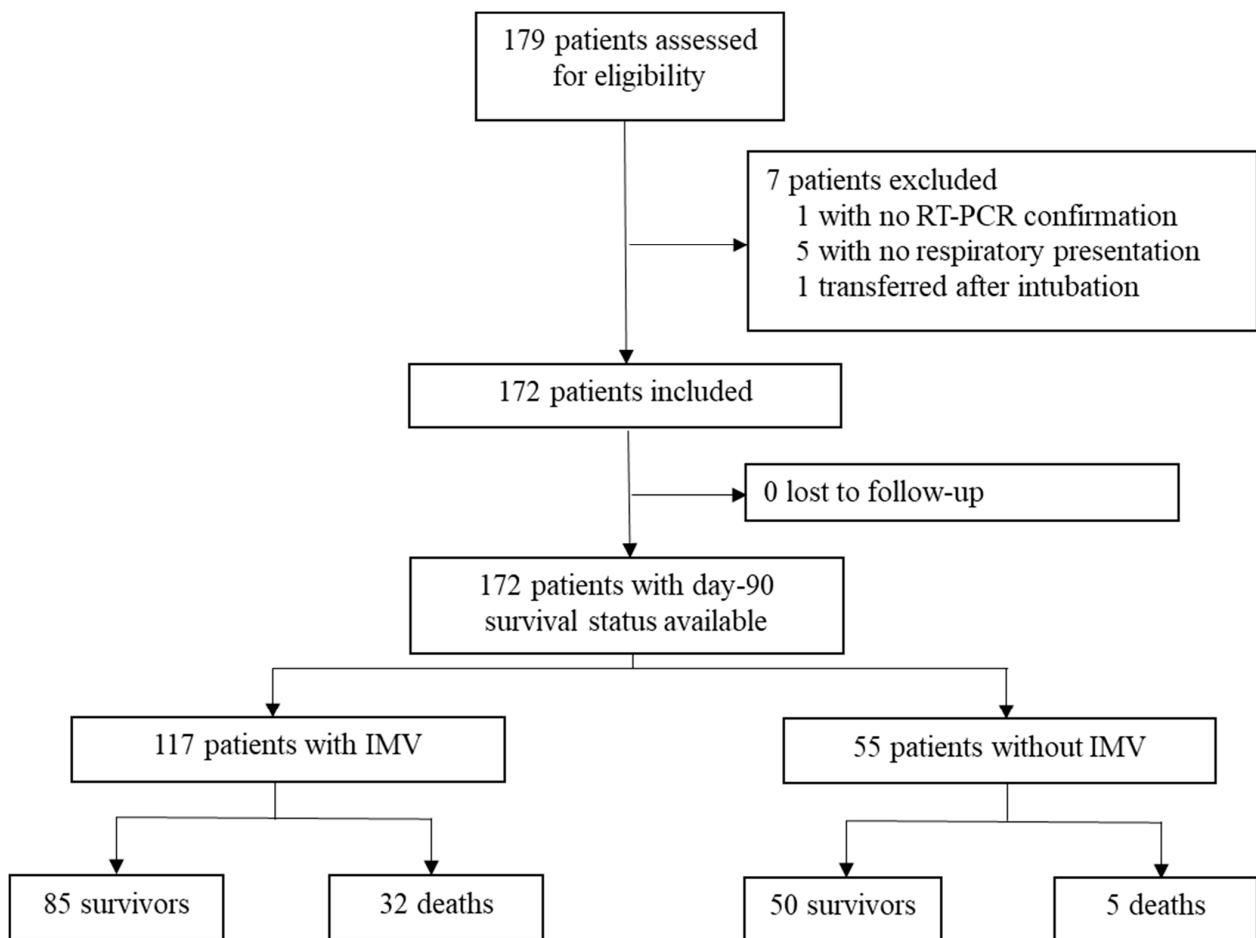 179 patients assessed
for eligibility
7 patients excluded
1 with no RT-PCR confirmation
5 with no respiratory presentation
1 transferred after intubation
172 patients included
0 lost to follow-up
172 patients with day-90
survival status available
117 patients with IMV
55 patients without IMV
85 survivors
32 deaths
50 survivors
5 deaths